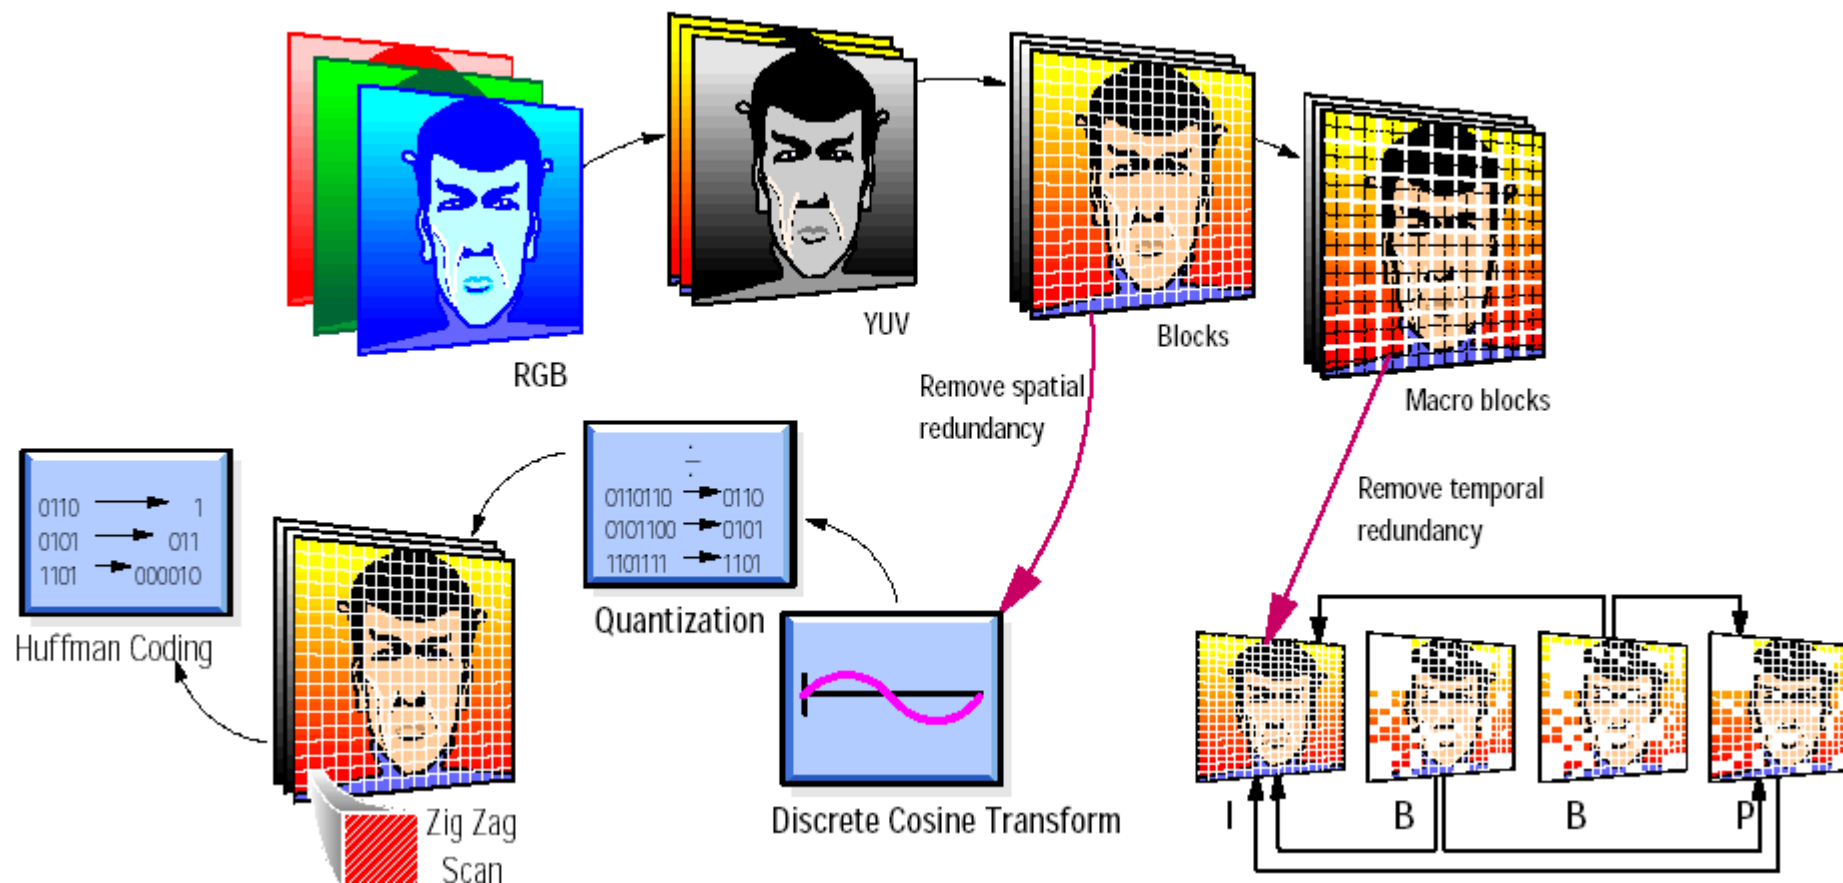 RGB
YUV
Blocks
Macro blocks
Remove spatial
redundancy
Remove temporal
redundancy
0110 1
0101 011
1101 000010
Huffman Coding
0110110 0110
0101100 0101
1101111 1101
Quantization
Discrete Cosine Transform
Zig Zag
Scan
I B B P